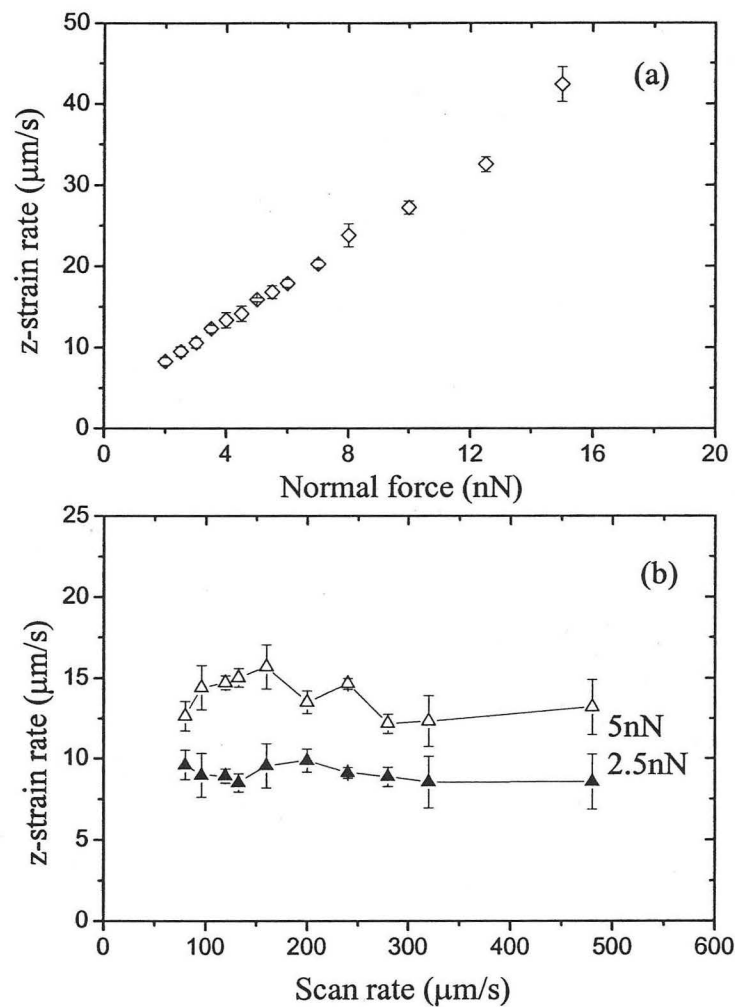 50
40
30
20
10
0
z-strain rate (μm/s)
(a)
0 4 8 12 16 20
Normal force (nN)
25
20
15
10
5
0
z-strain rate (μm/s)
(b)
5nN
2.5nN
0 100 200 300 400 500 600
Scan rate (μm/s)